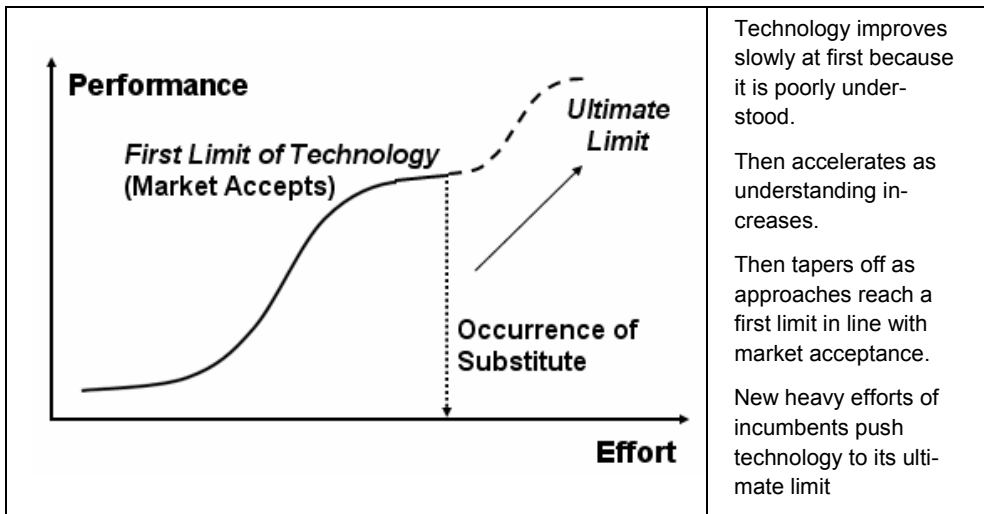 Performance
First Limit of Technology
(Market Accepts)
Ultimate
Limit
Occurrence of
Substitute
Effort
Technology improves
slowly at first because
it is poorly under-
stood.
Then accelerates as
understanding in-
creases.
Then tapers off as
approaches reach a
first limit in line with
market acceptance.
New heavy efforts of
incumbents push
technology to its ulti-
mate limit